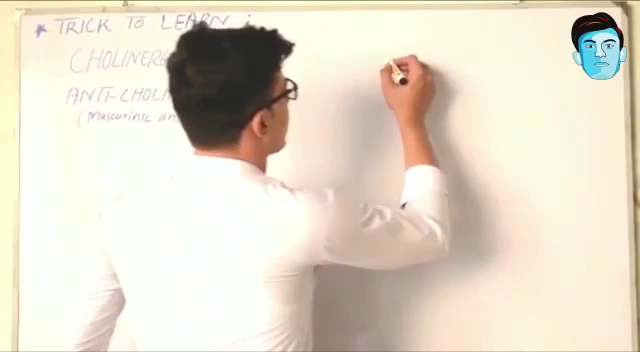 * TRICK TO LEARN :
CHOLINERG
ANTI-CHOL
(Muscarinic an